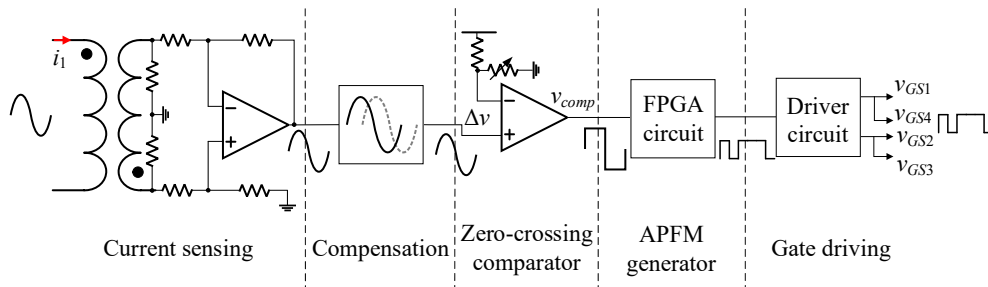 i1
−
+
Δv
−
+
vcomp
FPGA
circuit
Driver
circuit
vGS1
vGS4
vGS2
vGS3
Current sensing
Compensation
Zero-crossing
comparator
APFM
generator
Gate driving